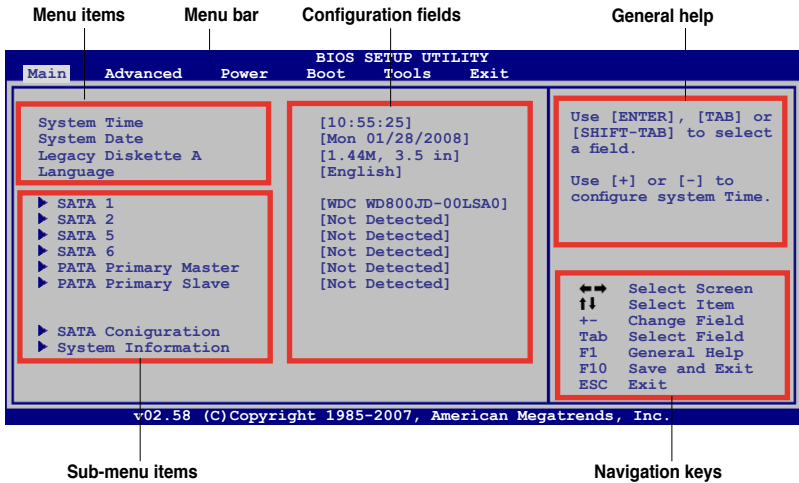 Menu items Menu bar Configuration fields General help
BIOS SETUP UTILITY
Main Advanced Power Boot Tools Exit
System Time [10:55:25]
System Date [Mon 01/28/2008]
Legacy Diskette A [1.44M, 3.5 in]
Language [English]
SATA 1 [WDC WD800JD-00LSA0]
SATA 2 [Not Detected]
SATA 5 [Not Detected]
SATA 6 [Not Detected]
PATA Primary Master [Not Detected]
PATA Primary Slave [Not Detected]
SATA Coniguration
System Information
Use [ENTER], [TAB] or
[SHIFT-TAB] to select
a field.
Use [+] or [-] to
configure system Time.
←→ Select Screen
↑↓ Select Item
+- Change Field
Tab Select Field
F1 General Help
F10 Save and Exit
ESC Exit
v02.58 (C)Copyright 1985-2007, American Megatrends, Inc.
Sub-menu items Navigation keys